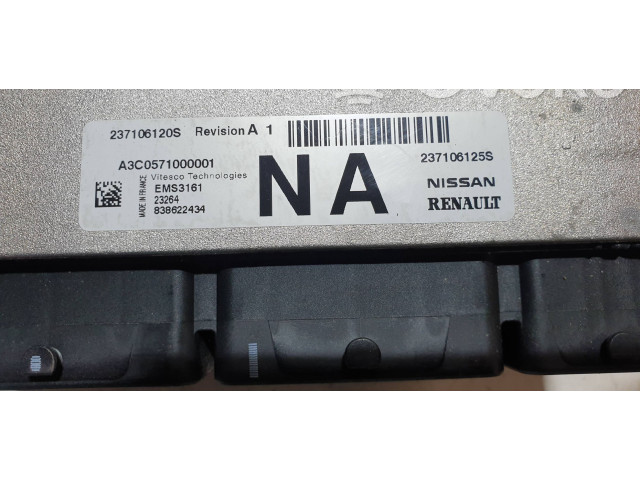 237106120S Revision A 1
A3C0571000001
237106125S
Vitesco Technologies
MADE IN FRANCE
EMS3161
23264
838622434
NA
NISSAN
RENAULT